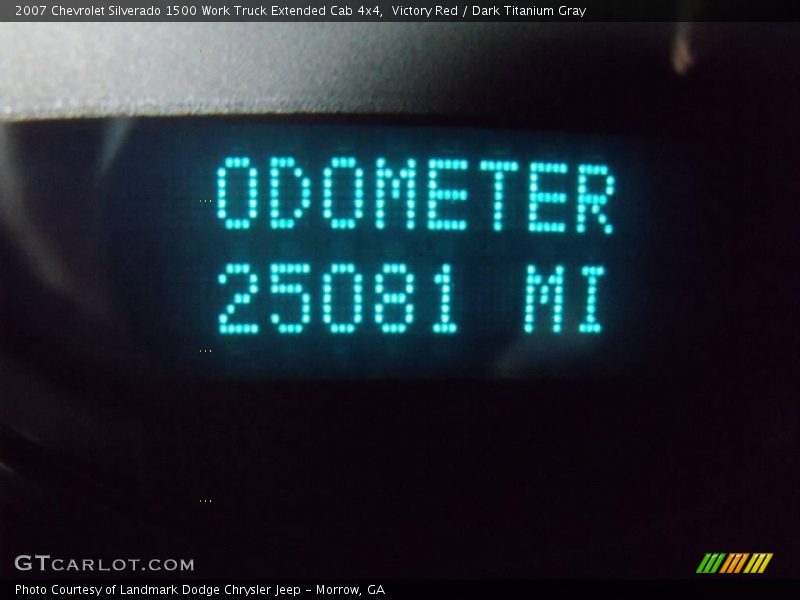 2007 Chevrolet Silverado 1500 Work Truck Extended Cab 4x4, Victory Red / Dark Titanium Gray
ODOMETER
25081 MI
GTCARLOT.COM
Photo Courtesy of Landmark Dodge Chrysler Jeep - Morrow, GA